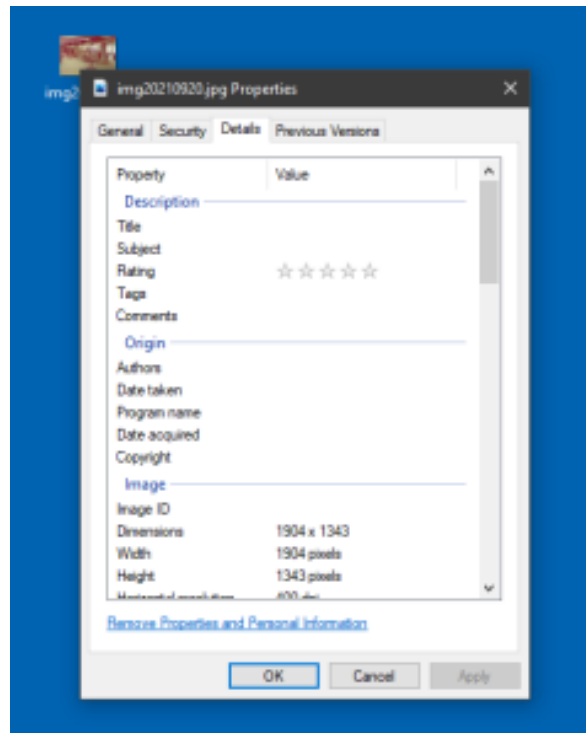 img2
img20210920.jpg Properties
General Security Details Previous Versions
Property Value
Description
Title
Subject
Rating
Tags
Comments
Origin
Authors
Date taken
Program name
Date acquired
Copyright
Image
Image ID
Dimensions 1904 x 1343
Width 1904 pixels
Height 1343 pixels
Remove Properties and Personal Information
OK Cancel Apply